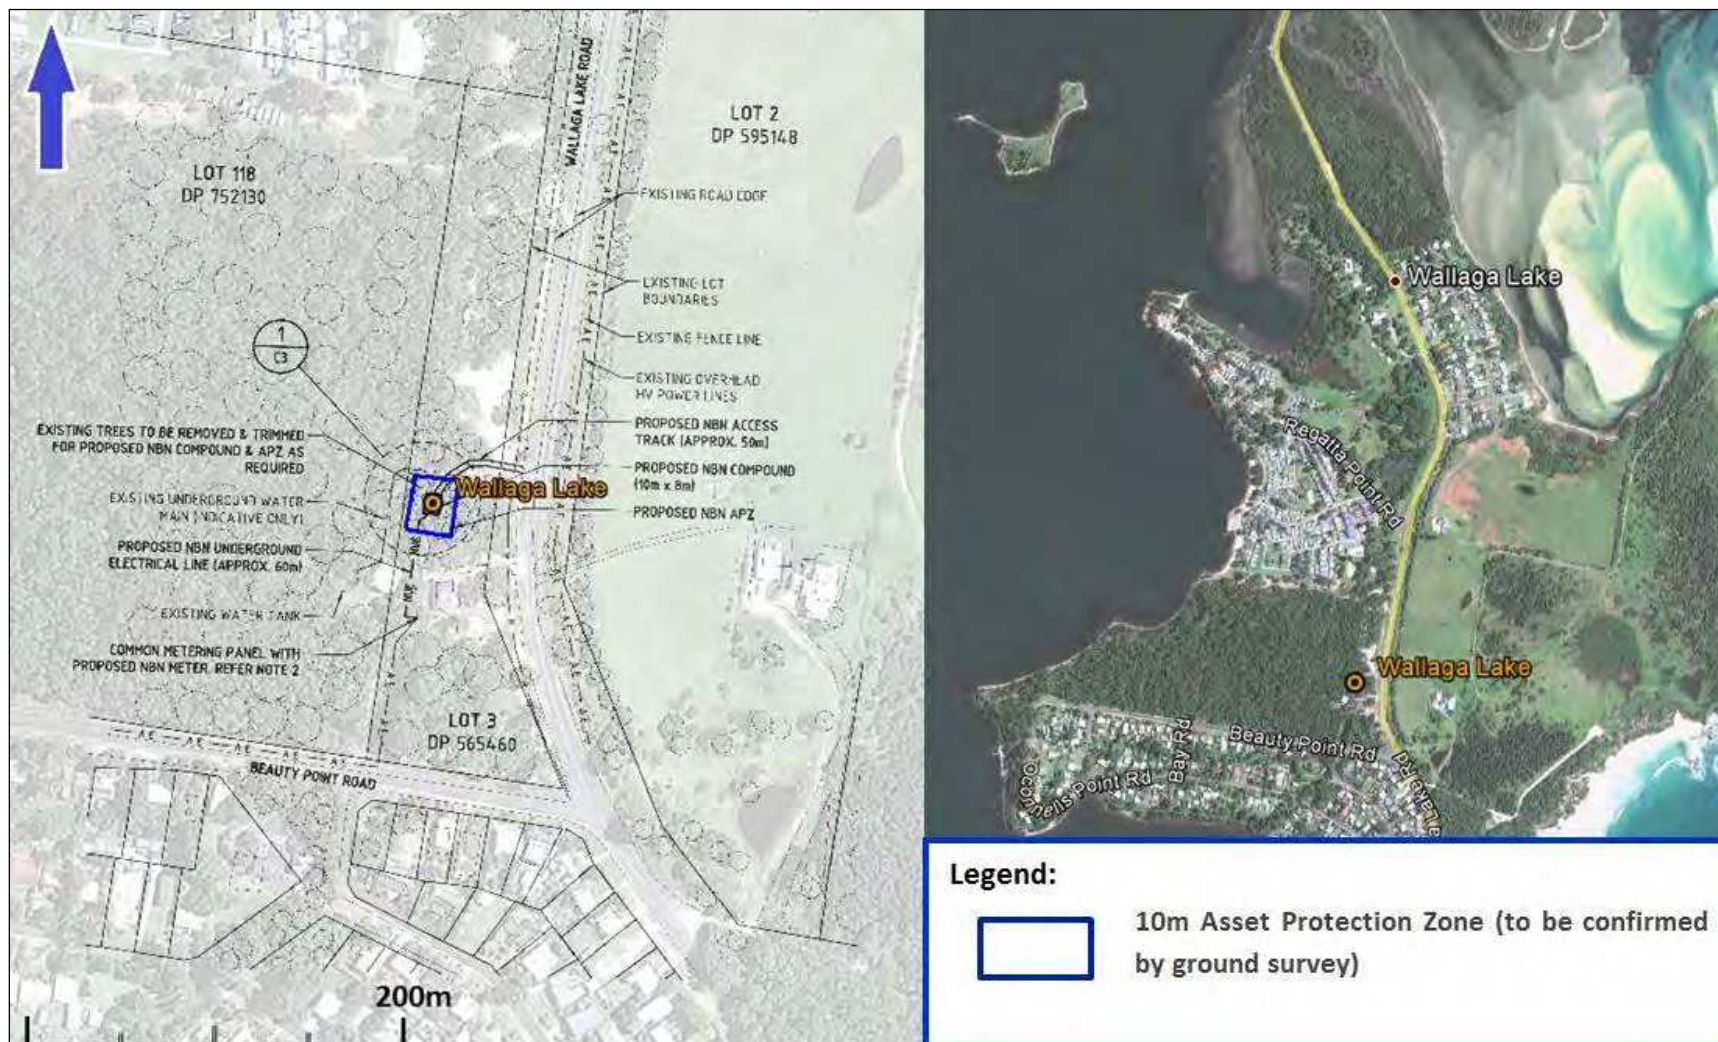 WALLAGA LAKE ROAD
LOT 2
DP 595148
LOT 118
DP 752130
EXISTING ROAD EDGE
EXISTING LOT
BOUNDARIES
EXISTING FENCE LINE
EXISTING OVERHEAD
HV POWER LINES
1
C3
PROPOSED NBN ACCESS
TRACK (APPROX. 50m)
EXISTING TREES TO BE REMOVED & TRIMMED
FOR PROPOSED NBN COMPOUND & APZ AS
REQUIRED
PROPOSED NBN COMPOUND
(10m x 8m)
Wallaga Lake
PROPOSED NBN APZ
EXISTING UNDERGROUND WATER
MAIN (INDICATIVE ONLY)
PROPOSED NBN UNDERGROUND
ELECTRICAL LINE (APPROX. 60m)
EXISTING WATER TANK
COMMON METERING PANEL WITH
PROPOSED NBN METER. REFER NOTE 2
LOT 3
DP 565460
BEAUTY POINT ROAD
200m
Wallaga Lake
Regatta Point Rd
Wallaga Lake
Beauty Point Rd
Bay Rd
Point Rd
Lake Rd
Legend:
10m Asset Protection Zone (to be confirmed
by ground survey)